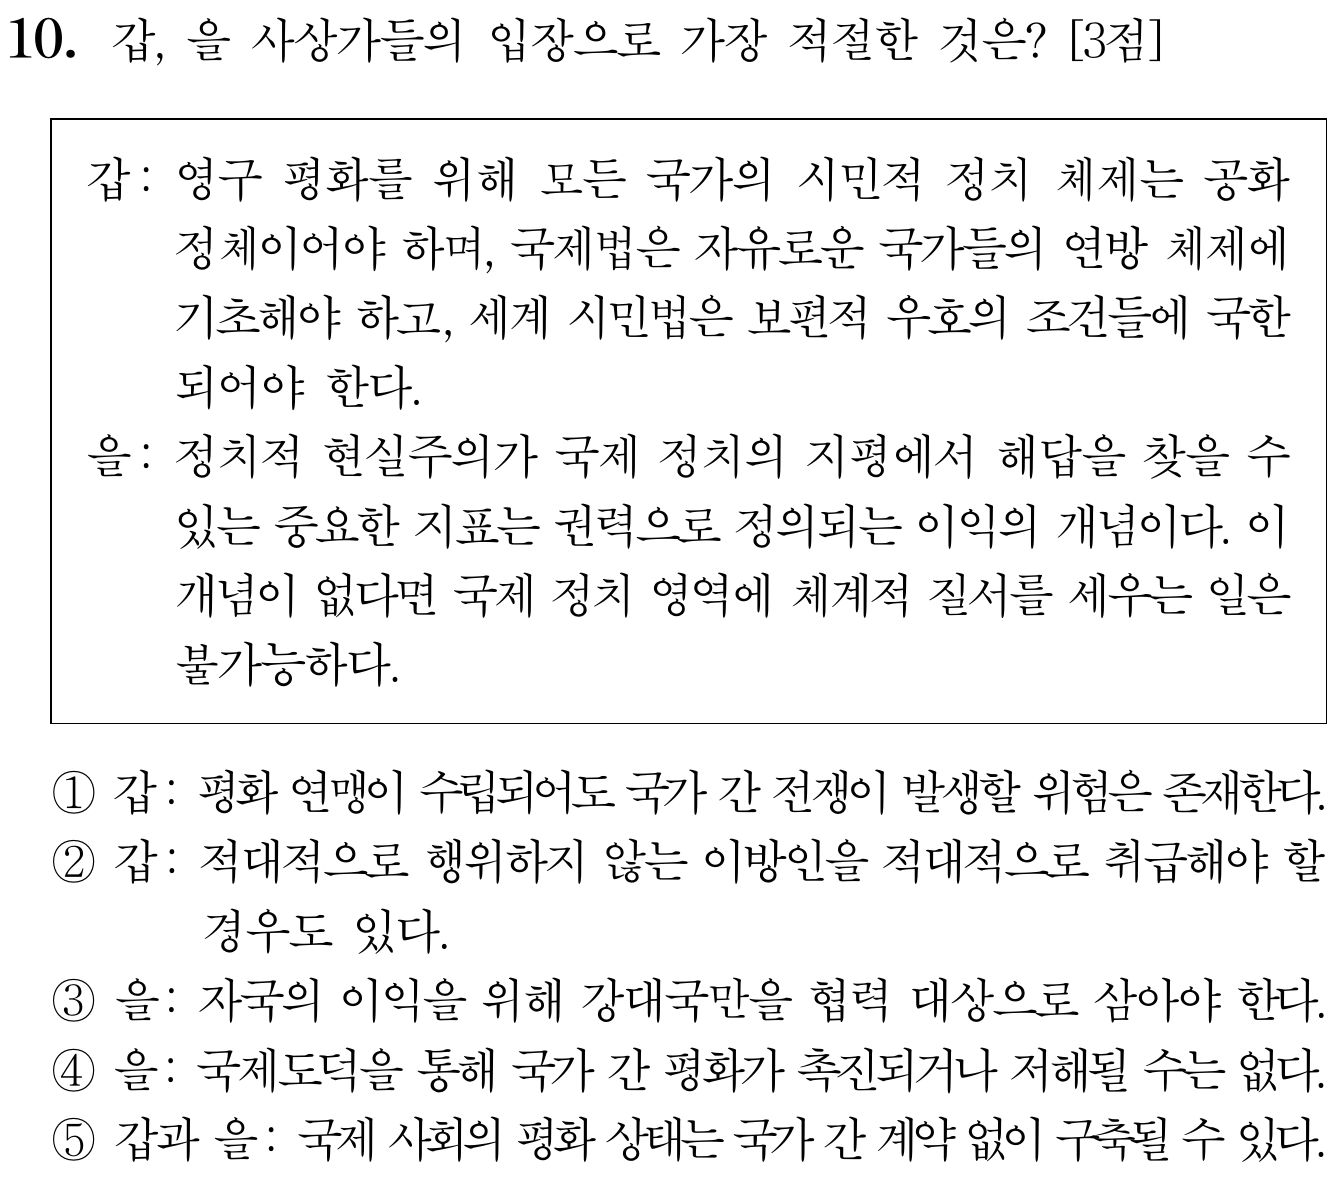 10. 갑, 을 사상가들의 입장으로 가장 적절한 것은? [3점]
갑: 영구 평화를 위해 모든 국가의 시민적 정치 체제는 공화
정체이어야 하며, 국제법은 자유로운 국가들의 연방 체제에
기초해야 하고, 세계 시민법은 보편적 우호의 조건들에 국한
되어야 한다.
을: 정치적 현실주의가 국제 정치의 지평에서 해답을 찾을 수
있는 중요한 지표는 권력으로 정의되는 이익의 개념이다. 이
개념이 없다면 국제 정치 영역에 체계적 질서를 세우는 일은
불가능하다.
① 갑: 평화 연맹이 수립되어도 국가 간 전쟁이 발생할 위험은 존재한다.
② 갑: 적대적으로 행위하지 않는 이방인을 적대적으로 취급해야 할
경우도 있다.
③ 을: 자국의 이익을 위해 강대국만을 협력 대상으로 삼아야 한다.
④ 을: 국제도덕을 통해 국가 간 평화가 촉진되거나 저해될 수는 없다.
⑤ 갑과 을: 국제 사회의 평화 상태는 국가 간 계약 없이 구축될 수 있다.